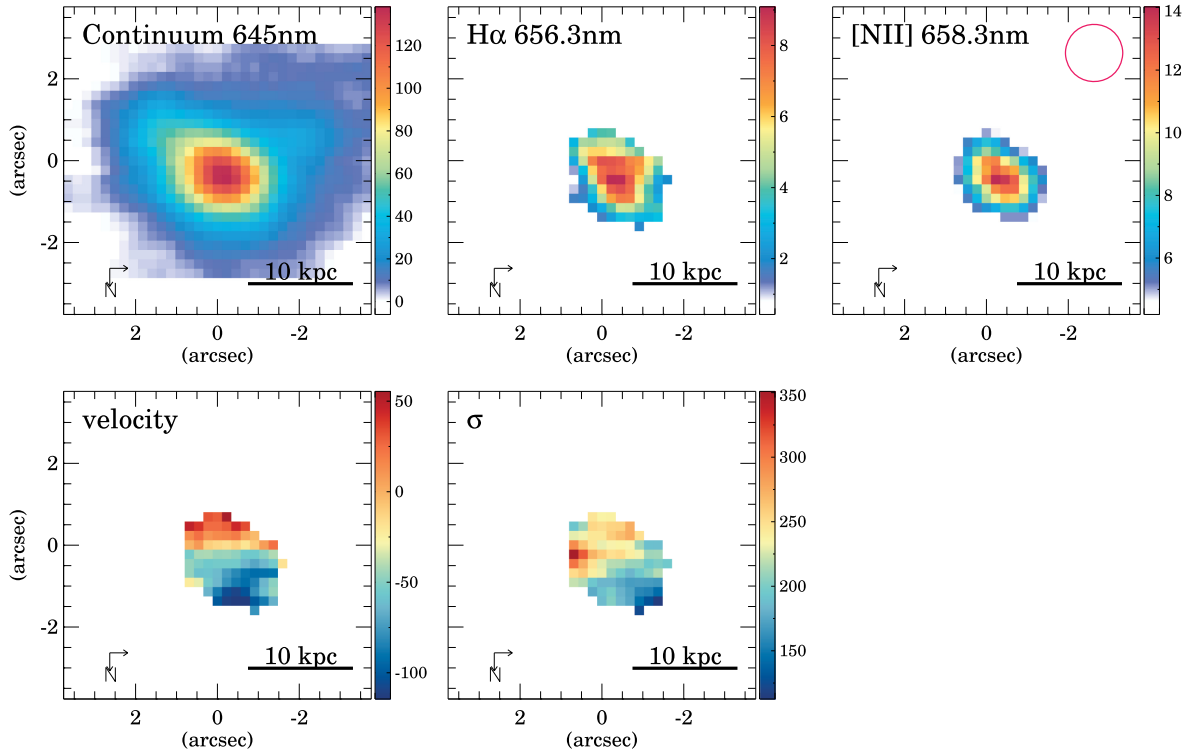 Continuum 645nm
Hα 656.3nm
[NII] 658.3nm
(arcsec)
2
0
-2
120
100
80
60
40
20
0
8
6
4
2
14
12
10
8
6
10 kpc
10 kpc
10 kpc
N
N
N
2 0 -2
2 0 -2
2 0 -2
(arcsec)
(arcsec)
(arcsec)
velocity
σ
(arcsec)
2
0
-2
50
0
-50
-100
350
300
250
200
150
10 kpc
10 kpc
N
N
2 0 -2
2 0 -2
(arcsec)
(arcsec)